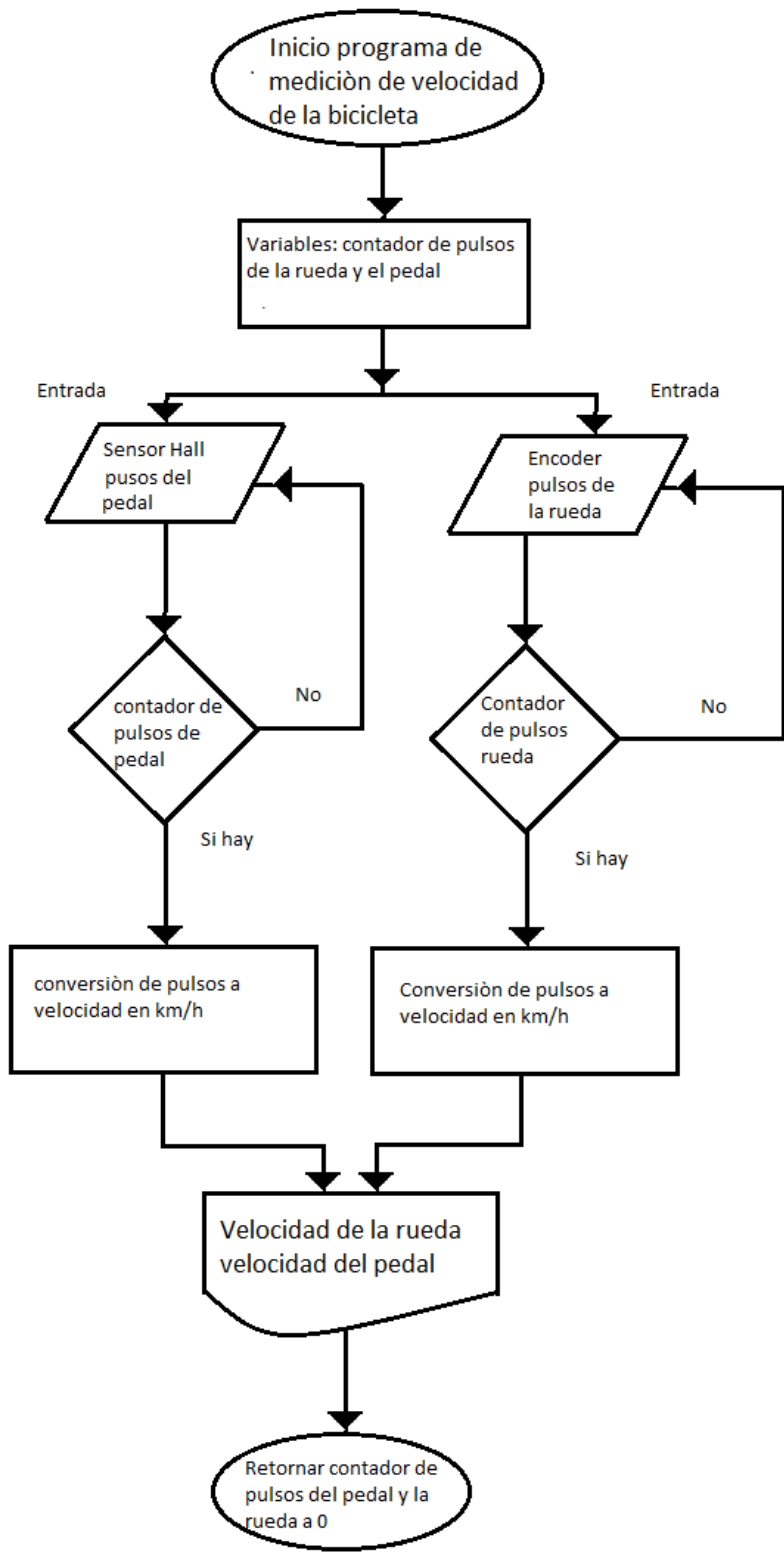 Inicio programa de
mediciòn de velocidad
de la bicicleta
Variables: contador de pulsos
de la rueda y el pedal
Entrada
Entrada
Sensor Hall
pusos del
pedal
Encoder
pulsos de
la rueda
contador de
pulsos de
pedal
No
Contador
de pulsos
rueda
No
Si hay
Si hay
conversiòn de pulsos a
velocidad en km/h
Conversiòn de pulsos a
velocidad en km/h
Velocidad de la rueda
velocidad del pedal
Retornar contador de
pulsos del pedal y la
rueda a 0